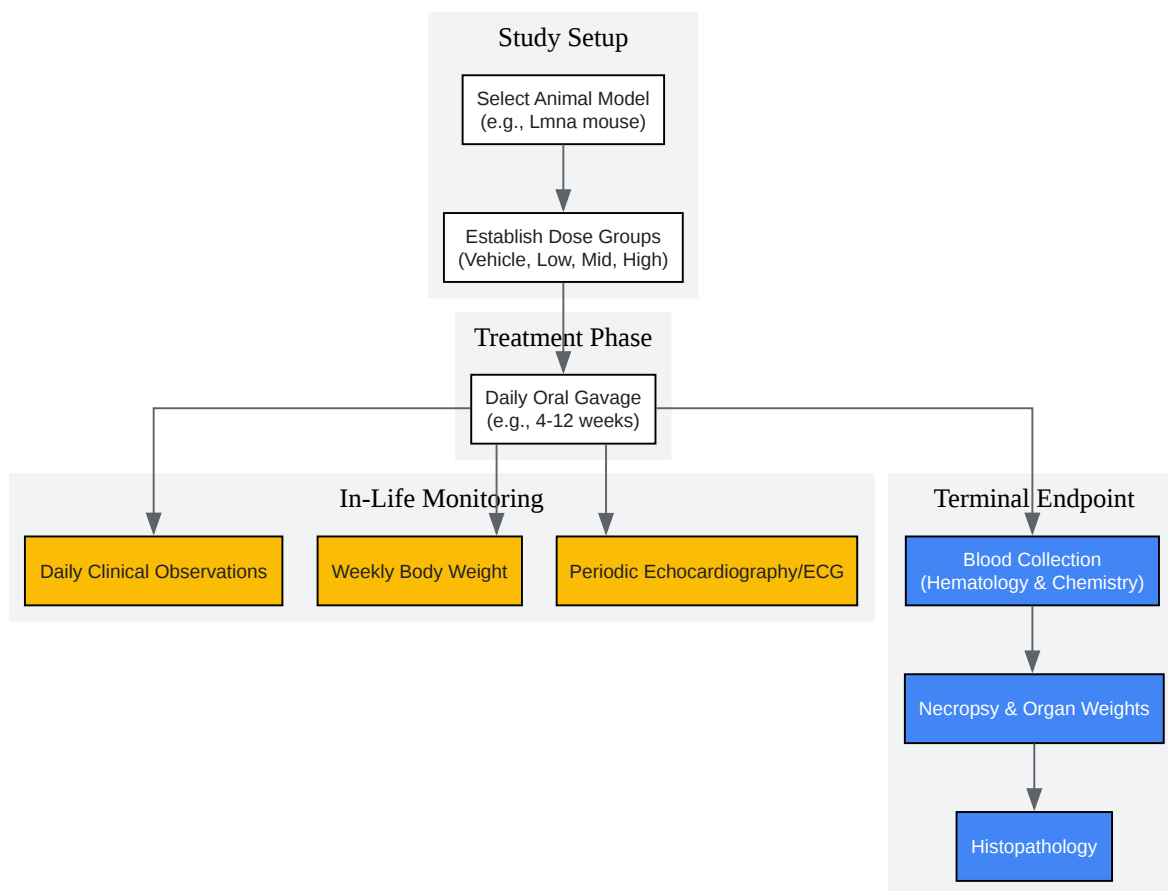 Study Setup
Select Animal Model
(e.g., Lmna mouse)
Establish Dose Groups
(Vehicle, Low, Mid, High)
Treatment Phase
Daily Oral Gavage
(e.g., 4-12 weeks)
In-Life Monitoring
Daily Clinical Observations
Weekly Body Weight
Periodic Echocardiography/ECG
Terminal Endpoint
Blood Collection
(Hematology & Chemistry)
Necropsy & Organ Weights
Histopathology